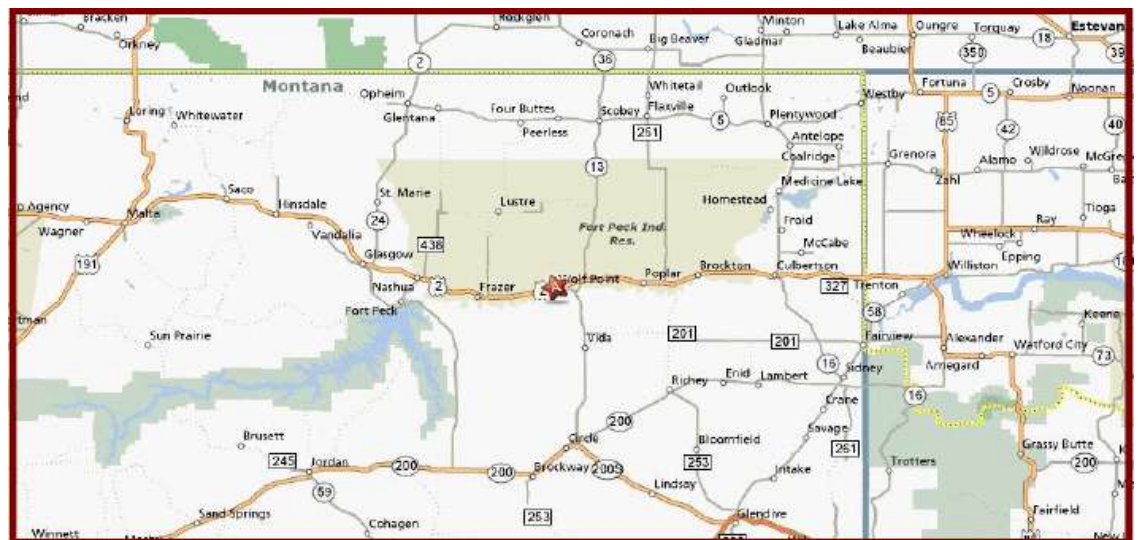 Bracken
Orkney
Rockglen
Coronach
Big Beaver
Minton
Gladmar
Lake Alma
Beaubier
Oungre
Torquay
Estevan
18
350
39
2
36
Montana
Loring
Whitewater
Opheim
Glentana
Four Buttes
Peerless
Scobey
Whitetail
Flaxville
251
Outlook
5
Plentywood
Westby
Fortuna
5
Crosby
Noonan
85
42
40
Antelope
Coalridge
Grenora
Alamo
Wildrose
Zahl
13
Medicine Lake
Homestead
Froid
McCabe
St. Marie
Lustre
Fort Peck Ind.
Res.
Saco
Hinsdale
Vandalia
Malta
Wagner
Agency
24
438
Glasgow
191
Nashua
2
Frazer
Wolf Point
Poplar
Brockton
Culbertson
327
Trenton
Williston
Tioga
Ray
Wheelock
Epping
Fort Peck
Sun Prairie
58
Fairview
Alexander
Arnegard
Watford City
Keene
73
Vida
201
201
16
Sidney
16
Richey
Enid
Lambert
Crane
Savage
261
Intake
Bloomfield
253
200
Circle
Brockway
200S
Lindsay
Glendive
Brusett
245
Jordan
200
200
59
253
Sand Springs
Cohagen
Winnett
Trotters
Grassy Butte
200
Fairfield